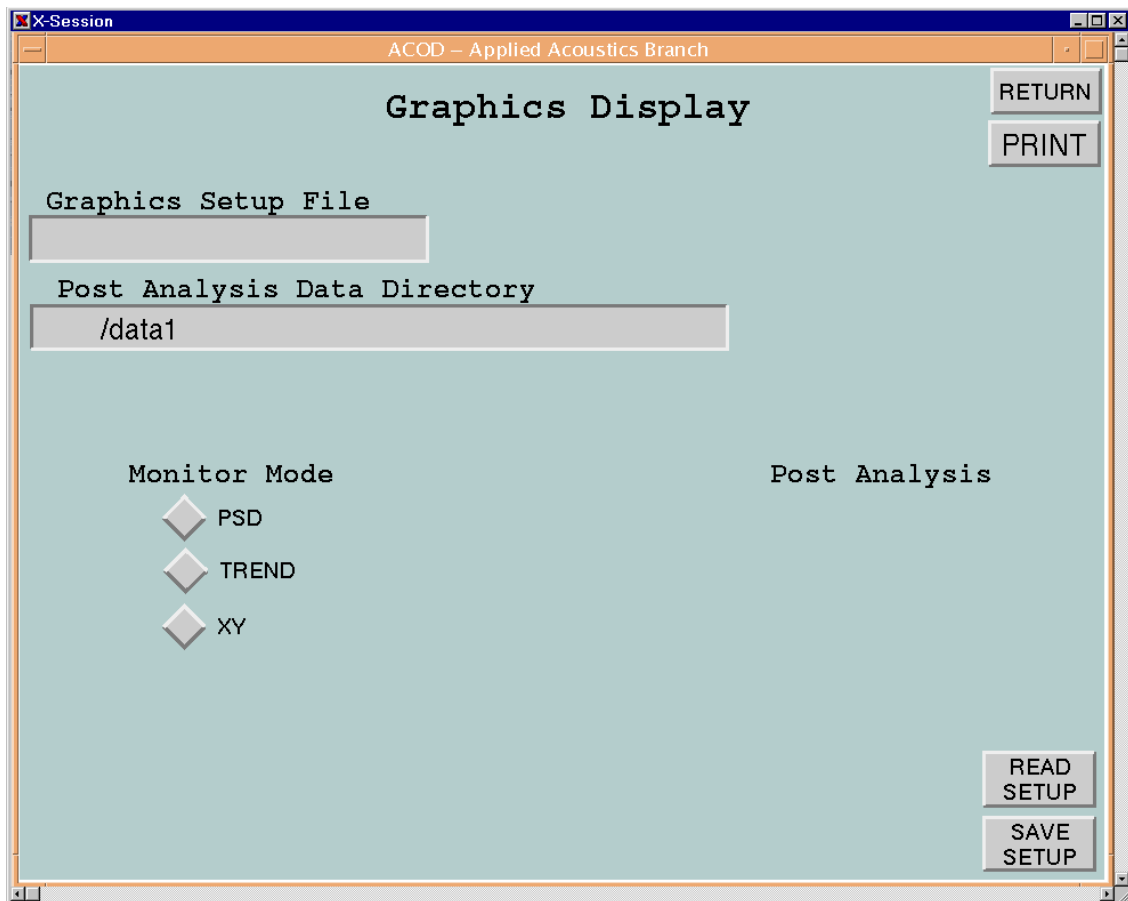 X-Session
ACOD – Applied Acoustics Branch
Graphics Display
RETURN
PRINT
Graphics Setup File
Post Analysis Data Directory
/data1
Monitor Mode
Post Analysis
PSD
TREND
XY
READ
SETUP
SAVE
SETUP